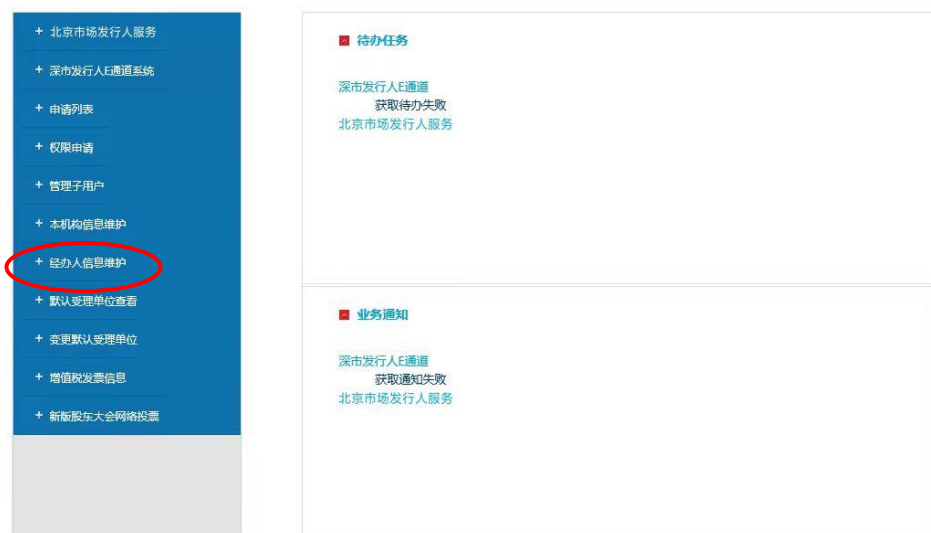 + 北京市场发行人服务
+ 深市发行人E通道系统
+ 申请列表
+ 权限申请
+ 管理子用户
+ 本机构信息维护
+ 经办人信息维护
+ 默认受理单位查看
+ 变更默认受理单位
+ 增值税发票信息
+ 新版股东大会网络投票
待办任务
深市发行人E通道
获取待办失败
北京市场发行人服务
业务通知
深市发行人E通道
获取通知失败
北京市场发行人服务